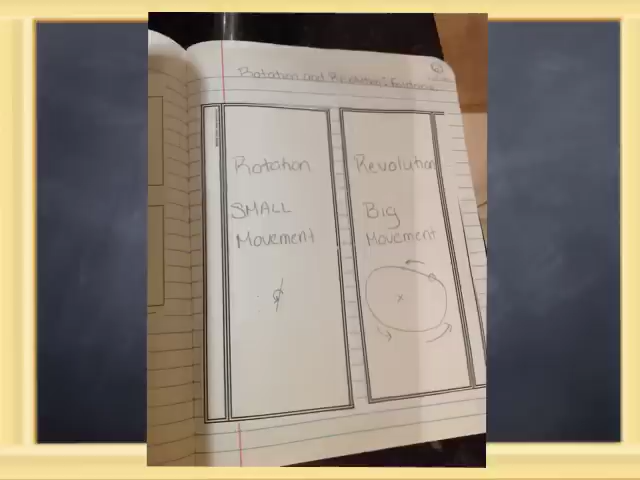 Rotation and Revolution: Foldable
Rotation
SMALL
Movement
Revolution
Big
Movement
x